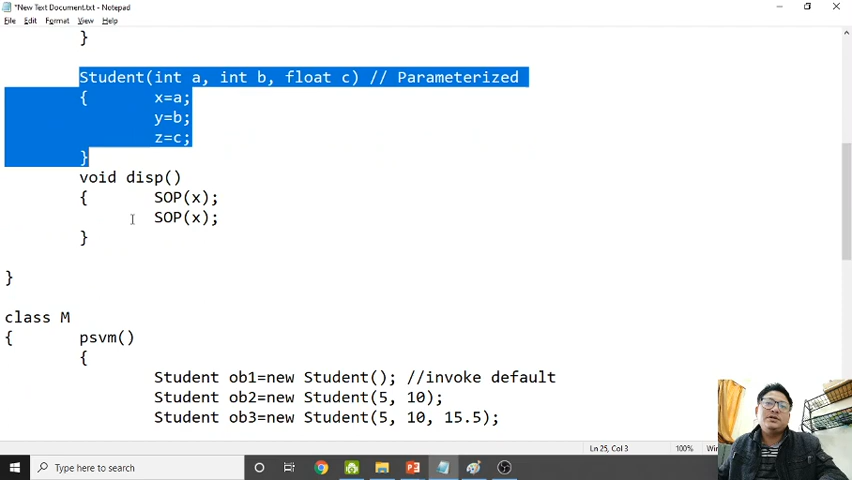 *New Text Document.txt - Notepad
File Edit Format View Help
}
Student(int a, int b, float c) // Parameterized
{ x=a;
y=b;
z=c;
}
void disp()
{ SOP(x);
SOP(x);
}
}
class M
{ psvm()
{
Student ob1=new Student(); //invoke default
Student ob2=new Student(5, 10);
Student ob3=new Student(5, 10, 15.5);
Ln 25, Col 3 100% Win
Type here to search